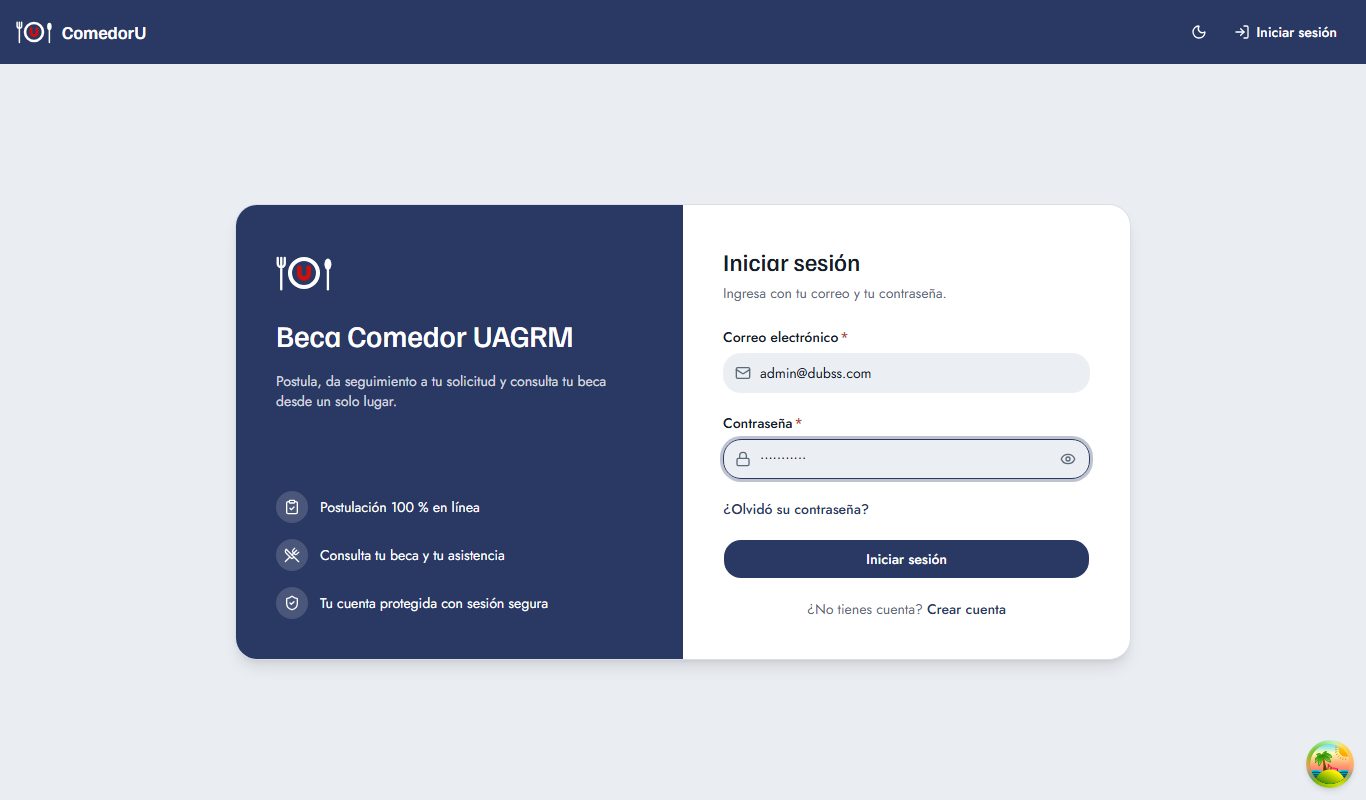 ComedorU
Iniciar sesión
U
Beca Comedor UAGRM
Postula, da seguimiento a tu solicitud y consulta tu beca
desde un solo lugar.
Postulación 100 % en línea
Consulta tu beca y tu asistencia
Tu cuenta protegida con sesión segura
Iniciar sesión
Ingresa con tu correo y tu contraseña.
Correo electrónico *
admin@dubss.com
Contraseña *
···········
¿Olvidó su contraseña?
Iniciar sesión
¿No tienes cuenta? Crear cuenta